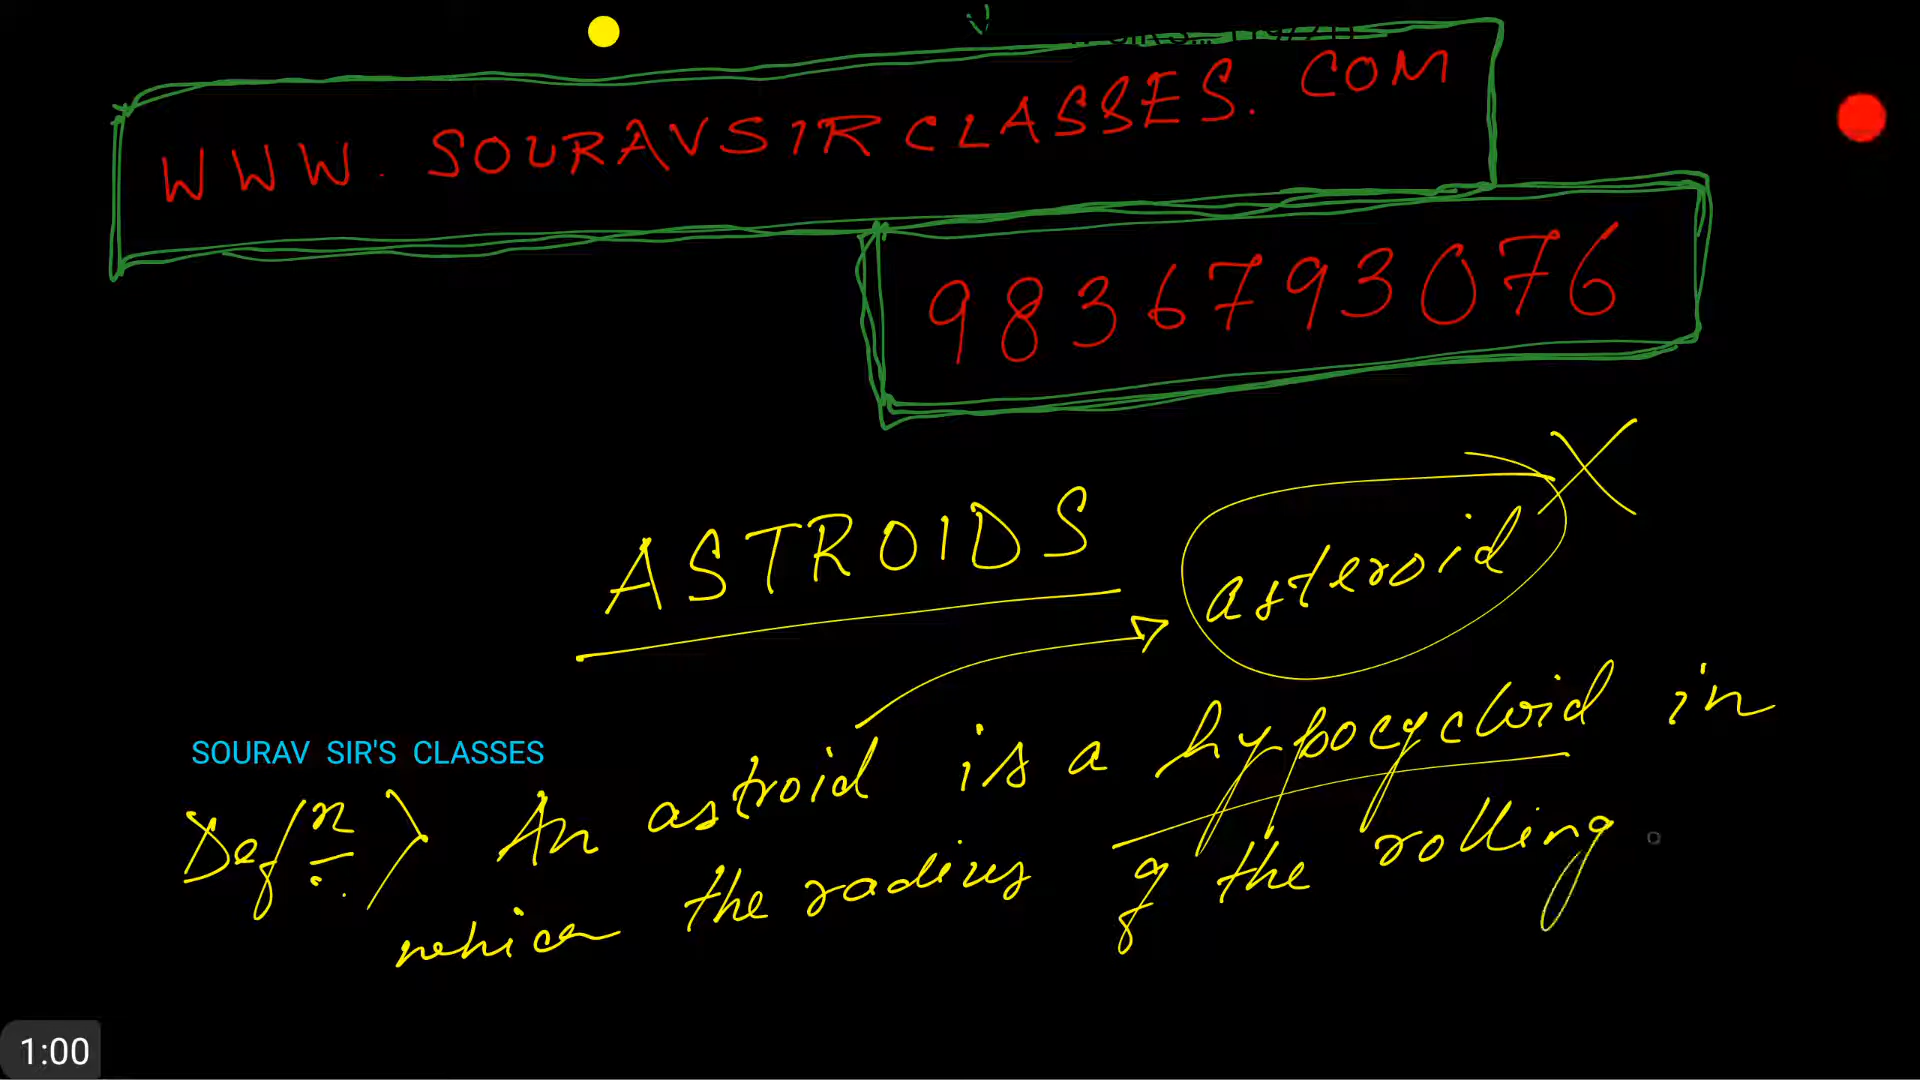 WWW.SOURAVSIRCLASSES.COM
9836793076
ASTROIDS
asteroid X
SOURAV SIR'S CLASSES
Defn An astroid is a hypocycloid in
which the radius of the rolling
1:00